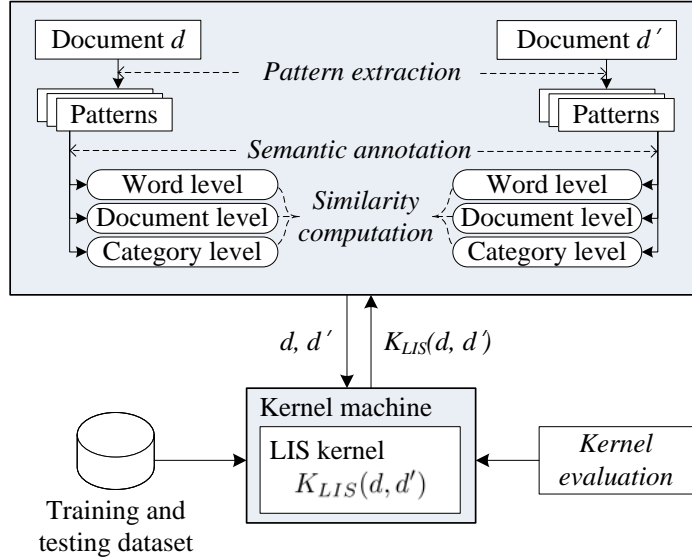 Document d
Document d′
Pattern extraction
Patterns
Patterns
Semantic annotation
Word level
Document level
Category level
Similarity
computation
Word level
Document level
Category level
d, d′
K_LIS(d, d′)
Kernel machine
LIS kernel
K_LIS(d, d′)
Training and
testing dataset
Kernel
evaluation